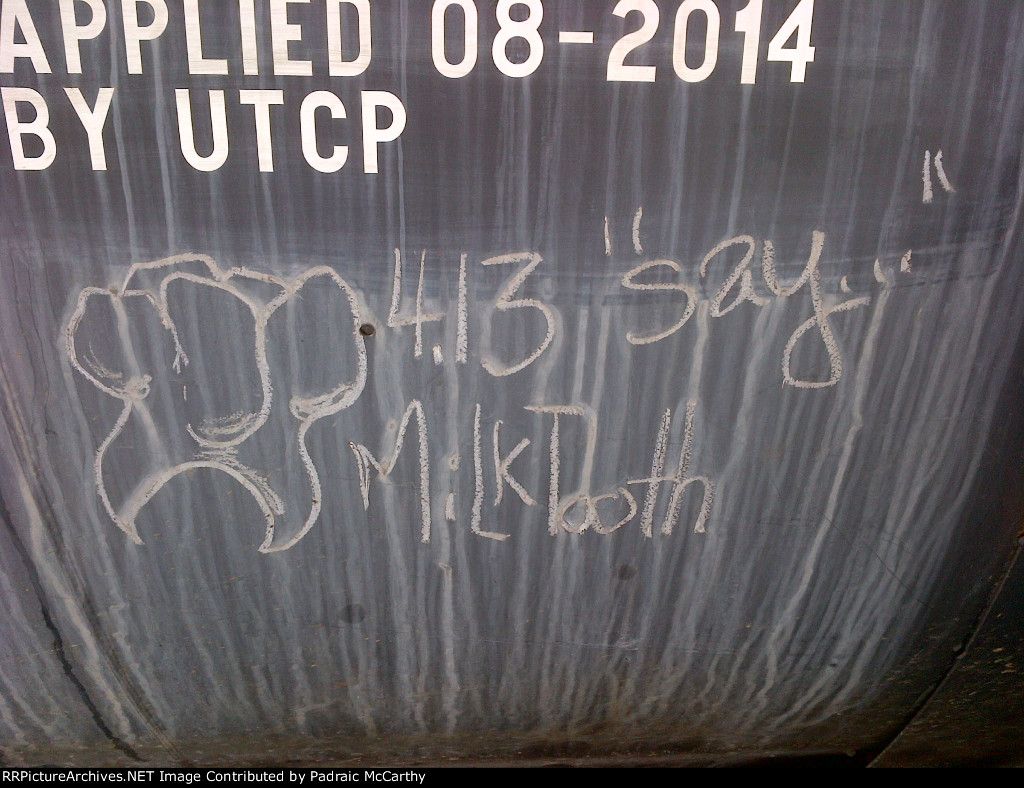 APPLIED 08-2014
BY UTCP
4.13 "say..."
MiLkTooth
RRPictureArchives.NET Image Contributed by Padraic McCarthy